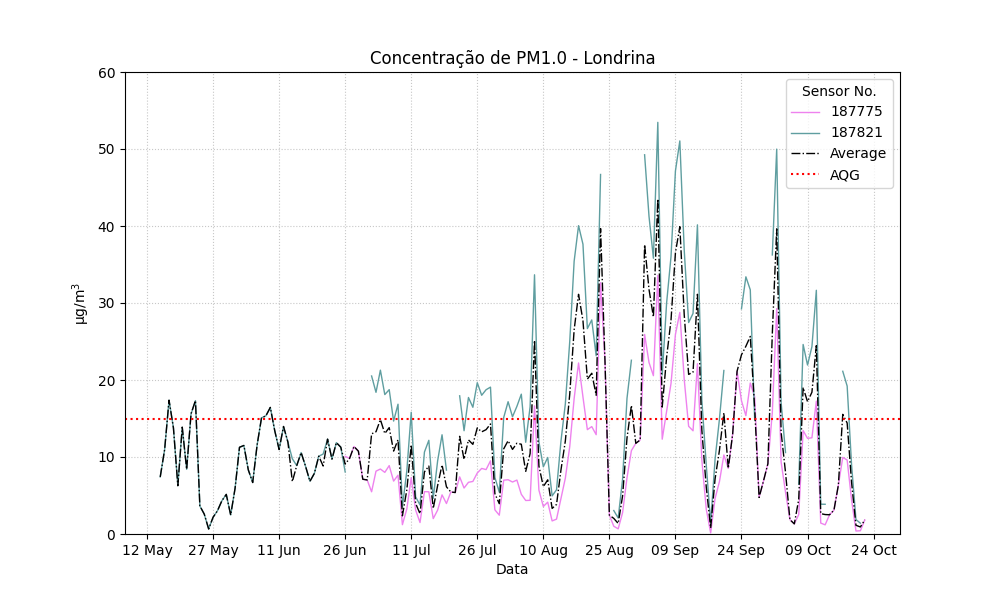 Concentração de PM1.0 - Londrina
60
50
40
30
20
10
0
µg/m³
Sensor No.
187775
187821
Average
AQG
12 May 27 May 11 Jun 26 Jun 11 Jul 26 Jul 10 Aug 25 Aug 09 Sep 24 Sep 09 Oct 24 Oct
Data